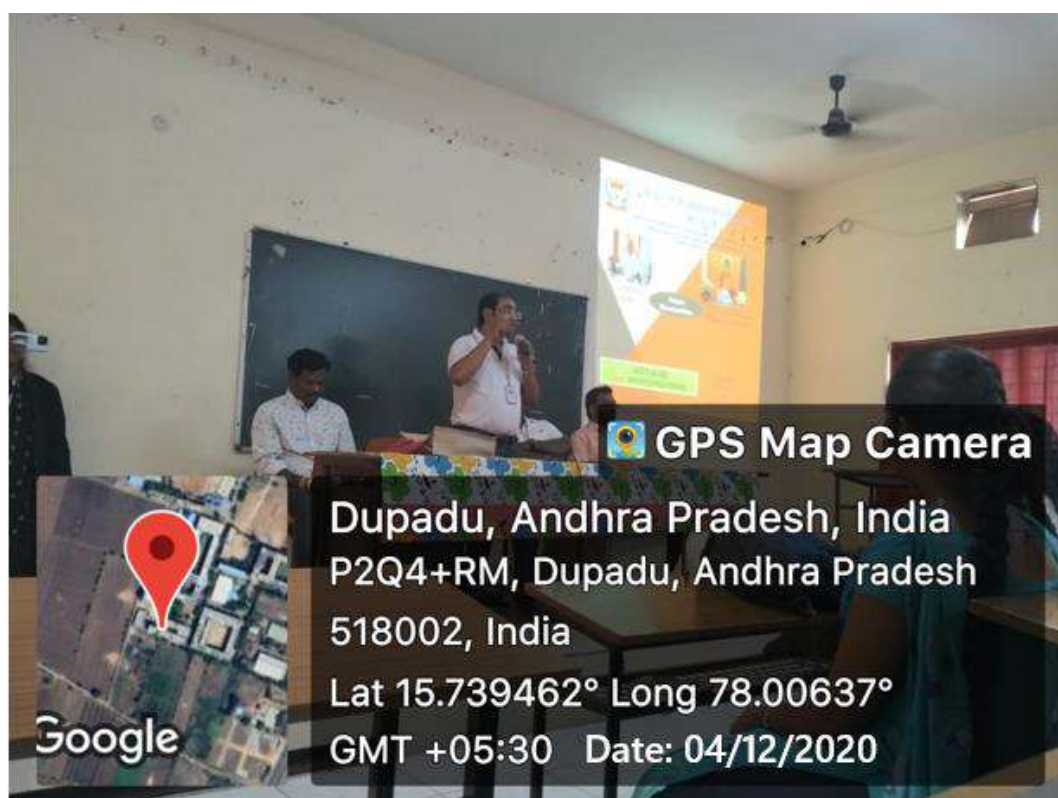 GPS Map Camera
Dupadu, Andhra Pradesh, India
P2Q4+RM, Dupadu, Andhra Pradesh
518002, India
Lat 15.739462° Long 78.00637°
GMT +05:30 Date: 04/12/2020
Google